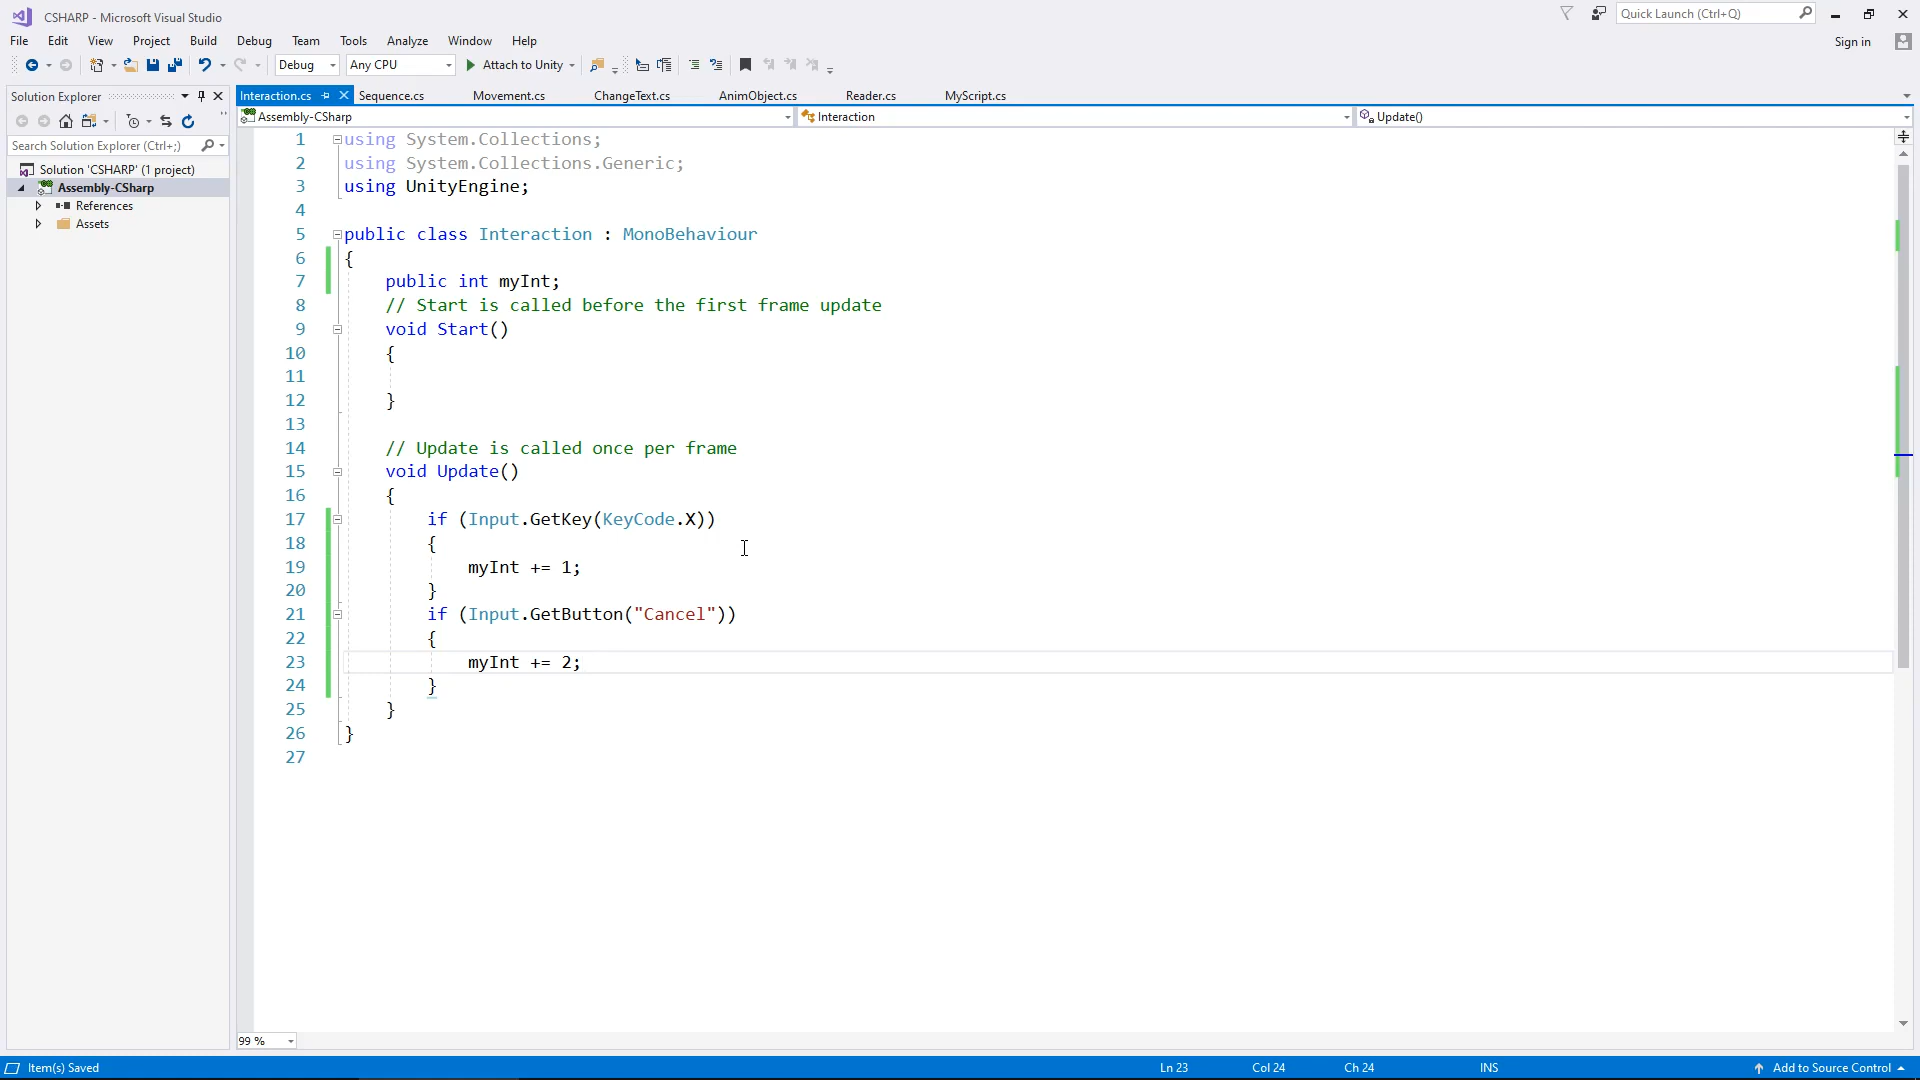 CSHARP - Microsoft Visual Studio
Quick Launch (Ctrl+Q)
File Edit View Project Build Debug Team Tools Analyze Window Help
Sign in
Debug Any CPU Attach to Unity
Solution Explorer
Interaction.cs Sequence.cs Movement.cs ChangeText.cs AnimObject.cs Reader.cs MyScript.cs
Assembly-CSharp Interaction Update()
Search Solution Explorer (Ctrl+;)
Solution 'CSHARP' (1 project)
Assembly-CSharp
References
Assets
1 using System.Collections;
2 using System.Collections.Generic;
3 using UnityEngine;
4
5 public class Interaction : MonoBehaviour
6 {
7 public int myInt;
8 // Start is called before the first frame update
9 void Start()
10 {
11
12 }
13
14 // Update is called once per frame
15 void Update()
16 {
17 if (Input.GetKey(KeyCode.X))
18 {
19 myInt += 1;
20 }
21 if (Input.GetButton("Cancel"))
22 {
23 myInt += 2;
24 }
25 }
26 }
27
99 %
Item(s) Saved Ln 23 Col 24 Ch 24 INS Add to Source Control